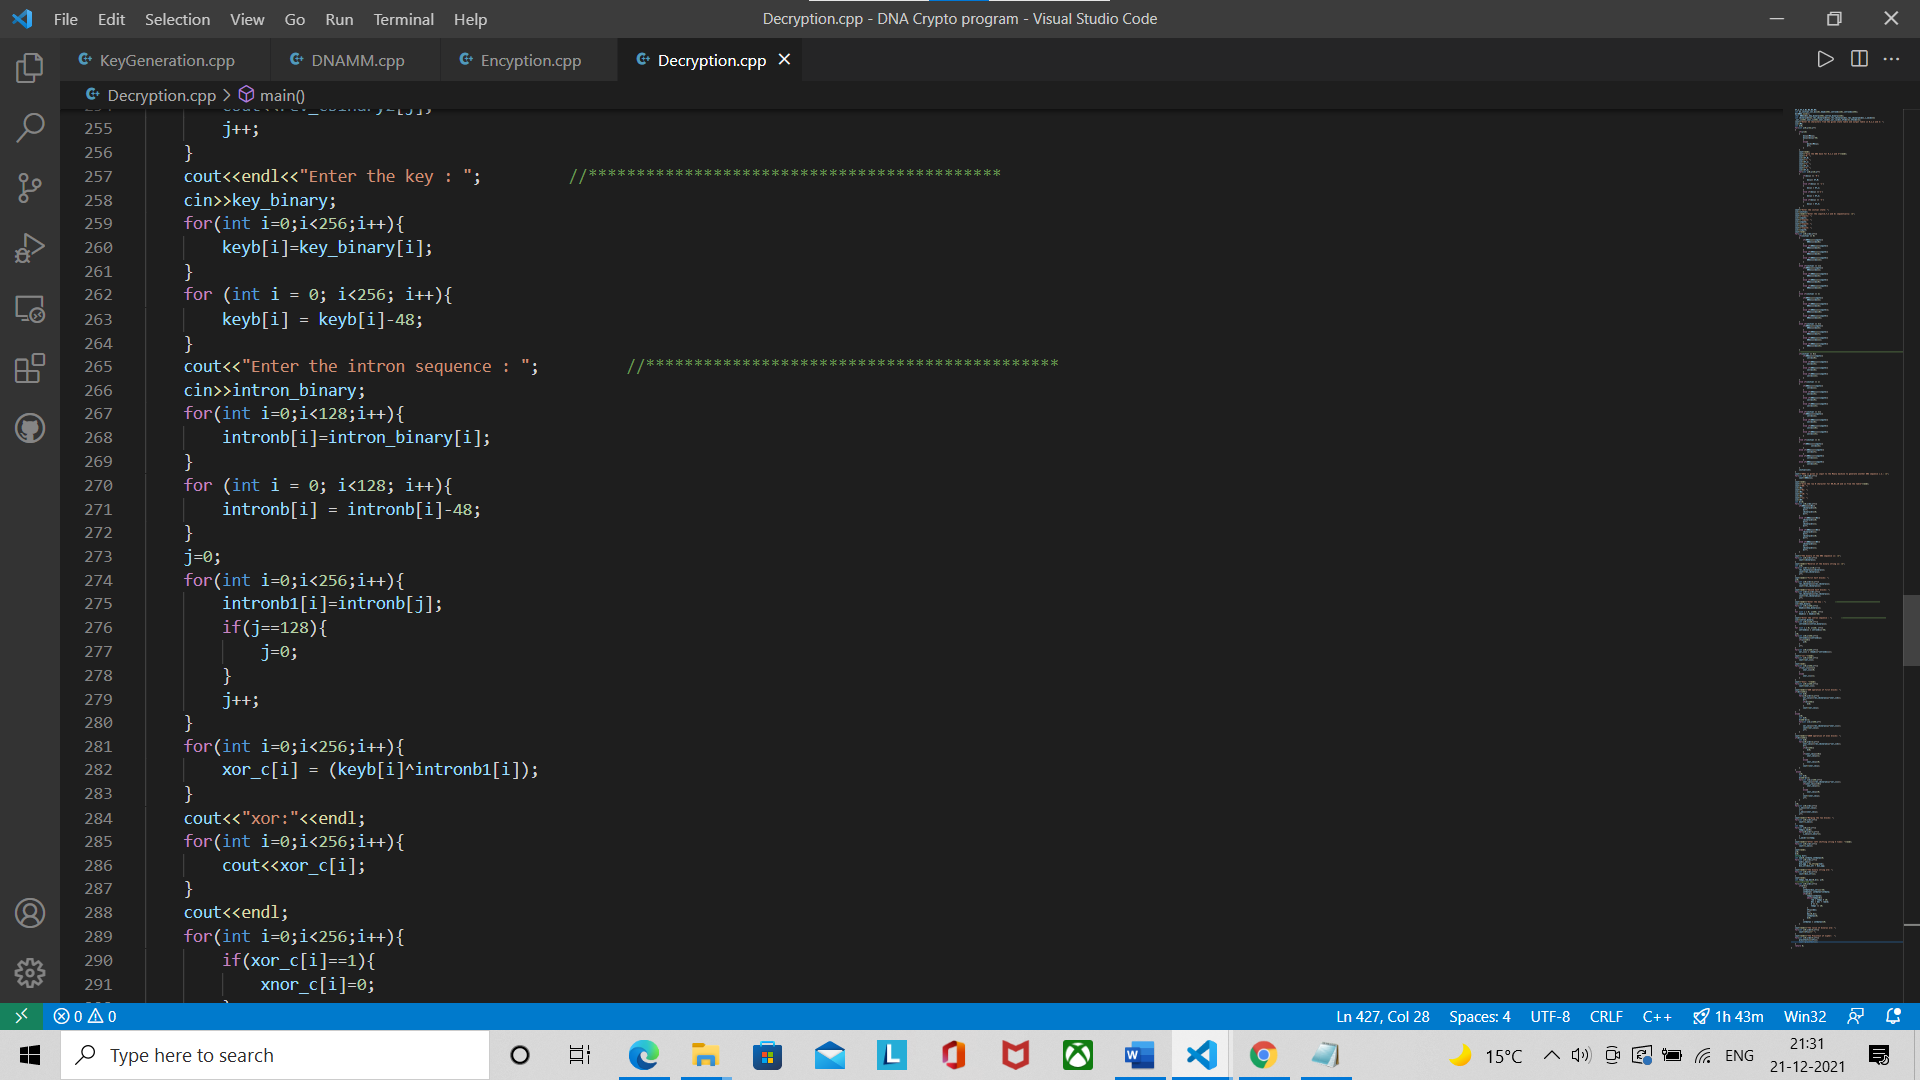 File Edit Selection View Go Run Terminal Help
Decryption.cpp - DNA Crypto program - Visual Studio Code
KeyGeneration.cpp DNAMM.cpp Encyption.cpp Decryption.cpp
Decryption.cpp > main()
255 j++;
256 }
257 cout<<endl<<"Enter the key : "; //*******************************************
258 cin>>key_binary;
259 for(int i=0;i<256;i++){
260 keyb[i]=key_binary[i];
261 }
262 for (int i = 0; i<256; i++){
263 keyb[i] = keyb[i]-48;
264 }
265 cout<<"Enter the intron sequence : "; //*******************************************
266 cin>>intron_binary;
267 for(int i=0;i<128;i++){
268 intronb[i]=intron_binary[i];
269 }
270 for (int i = 0; i<128; i++){
271 intronb[i] = intronb[i]-48;
272 }
273 j=0;
274 for(int i=0;i<256;i++){
275 intronb1[i]=intronb[j];
276 if(j==128){
277 j=0;
278 }
279 j++;
280 }
281 for(int i=0;i<256;i++){
282 xor_c[i] = (keyb[i]^intronb1[i]);
283 }
284 cout<<"xor:"<<endl;
285 for(int i=0;i<256;i++){
286 cout<<xor_c[i];
287 }
288 cout<<endl;
289 for(int i=0;i<256;i++){
290 if(xor_c[i]==1){
291 xnor_c[i]=0;
0 0 Ln 427, Col 28 Spaces: 4 UTF-8 CRLF C++ 1h 43m Win32
Type here to search
15°C ENG
21:31
21-12-2021